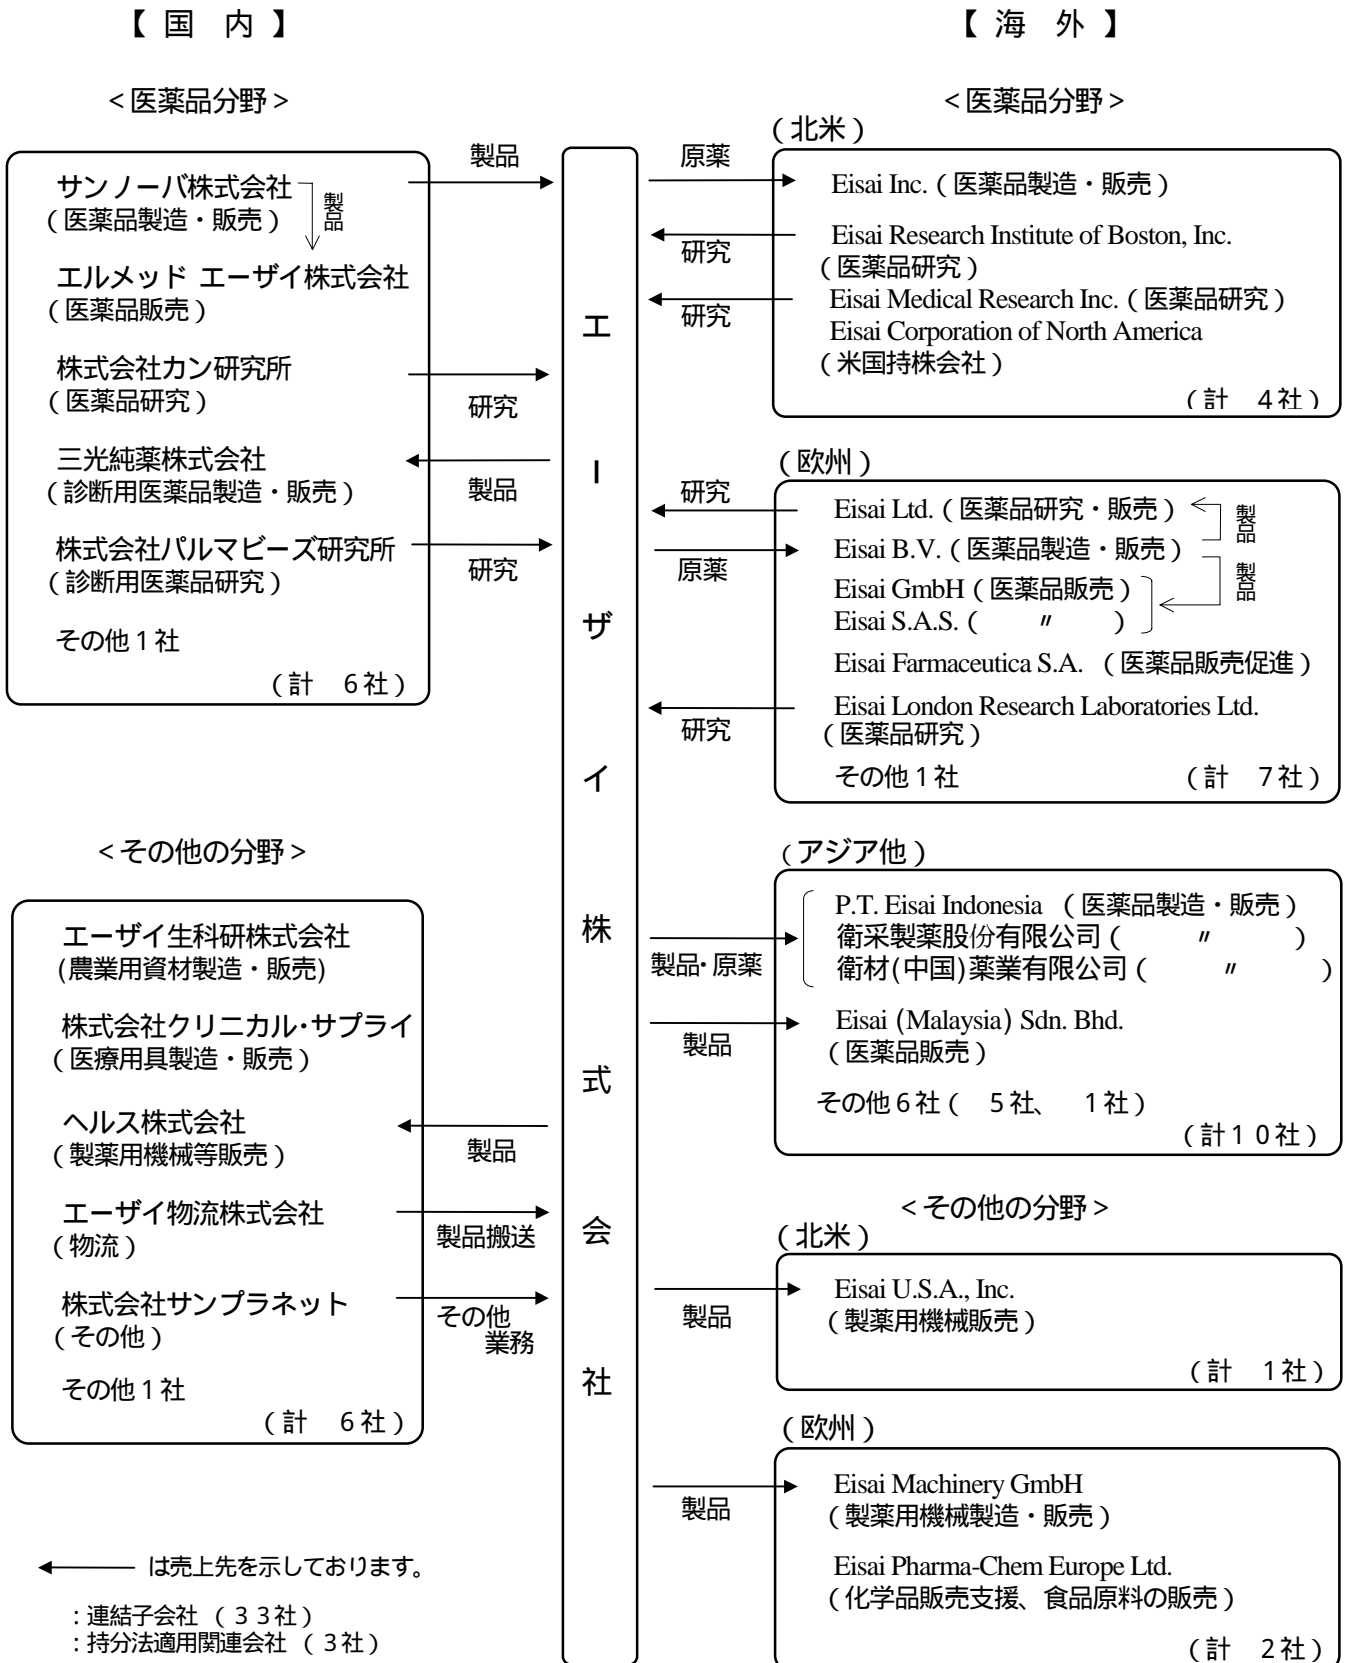 【 国 内 】
<医薬品分野>
サンノーバ株式会社
(医薬品製造・販売)
製品
エルメッド エーザイ株式会社
(医薬品販売)
株式会社カン研究所
(医薬品研究)
三光純薬株式会社
(診断用医薬品製造・販売)
株式会社パルマビーズ研究所
(診断用医薬品研究)
その他1社
(計 6社)
製品
研究
製品
研究
<その他の分野>
エーザイ生科研株式会社
(農業用資材製造・販売)
株式会社クリニカル・サプライ
(医療用具製造・販売)
ヘルス株式会社
(製薬用機械等販売)
エーザイ物流株式会社
(物流)
株式会社サンプラネット
(その他)
その他1社
(計 6社)
製品
製品搬送
その他
業務
は売上先を示しております。
:連結子会社 (33社)
:持分法適用関連会社 (3社)
エーザイ株式会社
【 海 外 】
<医薬品分野>
(北米)
原薬
Eisai Inc.(医薬品製造・販売)
研究
Eisai Research Institute of Boston, Inc.
(医薬品研究)
研究
Eisai Medical Research Inc.(医薬品研究)
Eisai Corporation of North America
(米国持株会社)
(計 4社)
(欧州)
研究
Eisai Ltd.(医薬品研究・販売)
製品
原薬
Eisai B.V.(医薬品製造・販売)
製品
Eisai GmbH(医薬品販売)
Eisai S.A.S.( 〃 )
Eisai Farmaceutica S.A. (医薬品販売促進)
研究
Eisai London Research Laboratories Ltd.
(医薬品研究)
その他1社 (計 7社)
(アジア他)
製品・原薬
P.T. Eisai Indonesia (医薬品製造・販売)
衛采製薬股份有限公司( 〃 )
衛材(中国)薬業有限公司( 〃 )
製品
Eisai (Malaysia) Sdn. Bhd.
(医薬品販売)
その他6社( 5社、 1社)
(計10社)
<その他の分野>
(北米)
製品
Eisai U.S.A., Inc.
(製薬用機械販売)
(計 1社)
(欧州)
製品
Eisai Machinery GmbH
(製薬用機械製造・販売)
Eisai Pharma-Chem Europe Ltd.
(化学品販売支援、食品原料の販売)
(計 2社)